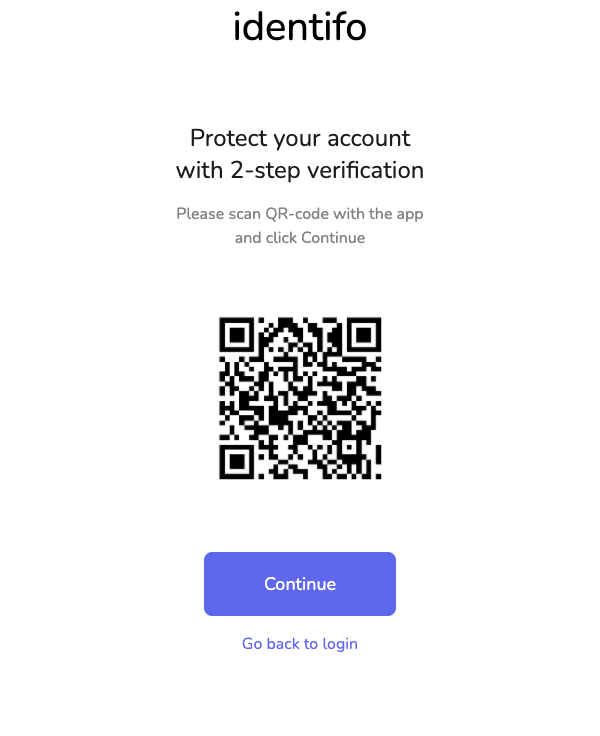 identifo
Protect your account
with 2-step verification
Please scan QR-code with the app
and click Continue
Continue
Go back to login